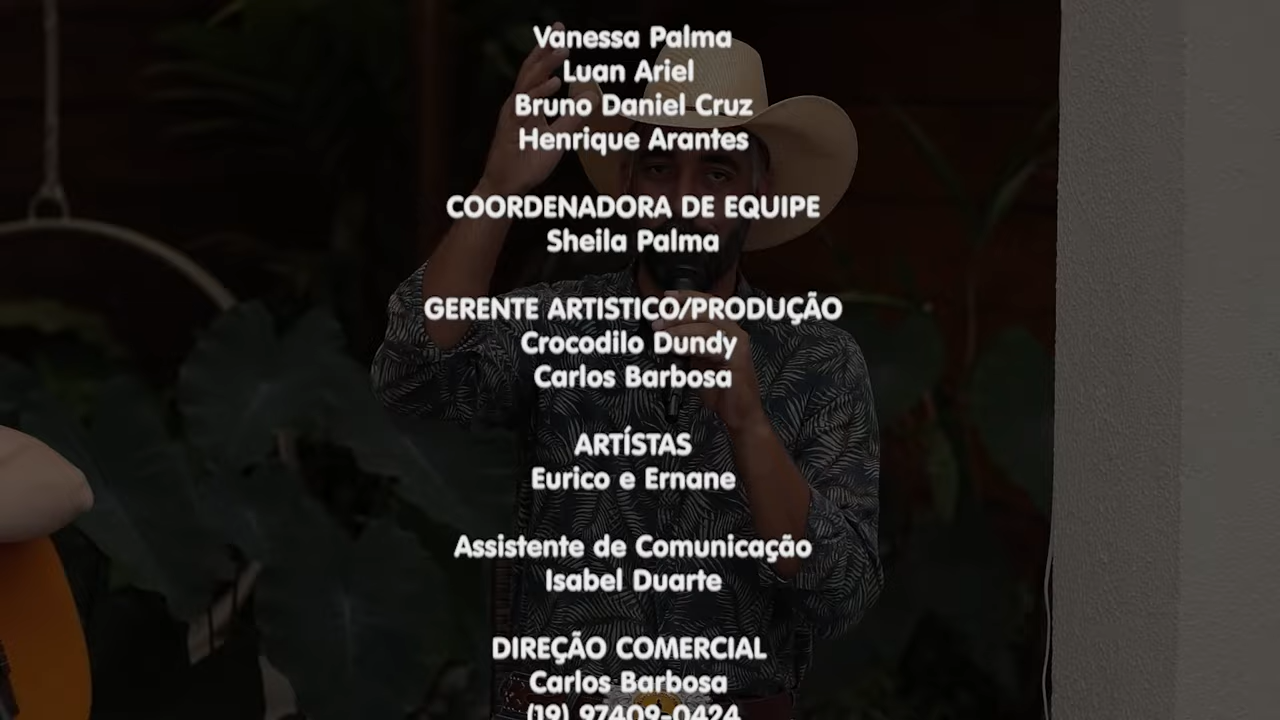 Vanessa Palma
Luan Ariel
Bruno Daniel Cruz
Henrique Arantes
COORDENADORA DE EQUIPE
Sheila Palma
GERENTE ARTISTICO/PRODUÇÃO
Crocodilo Dundy
Carlos Barbosa
ARTÍSTAS
Eurico e Ernane
Assistente de Comunicação
Isabel Duarte
DIREÇÃO COMERCIAL
Carlos Barbosa
(19) 97409-0424